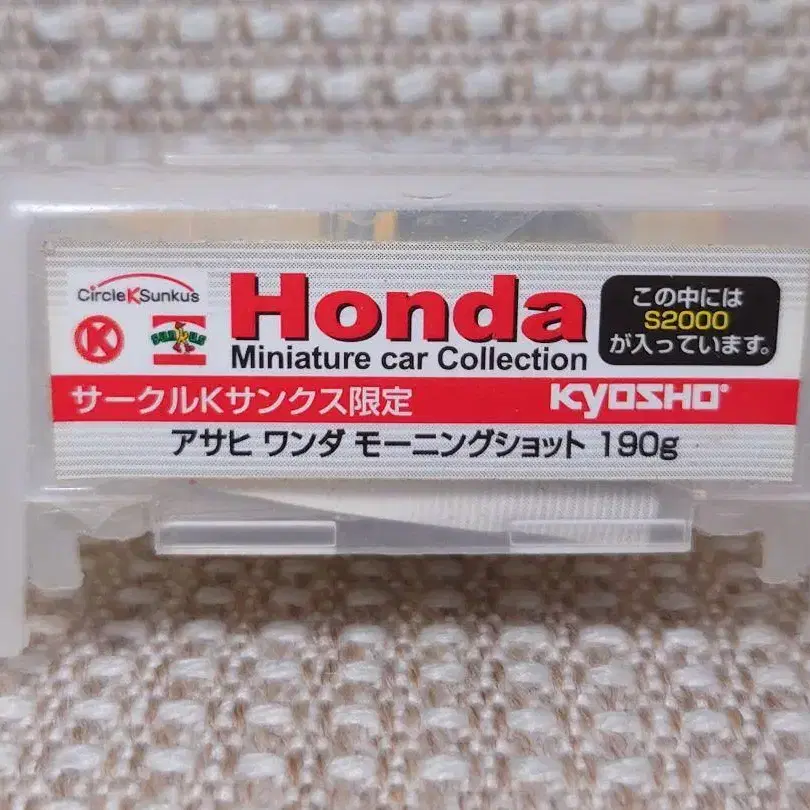 CircleKSunkus
K
SUNKUS
Honda
Miniature car Collection
この中には
S2000
が入っています。
サークルKサンクス限定
KYOSHO®
アサヒ ワンダ モーニングショット 190g